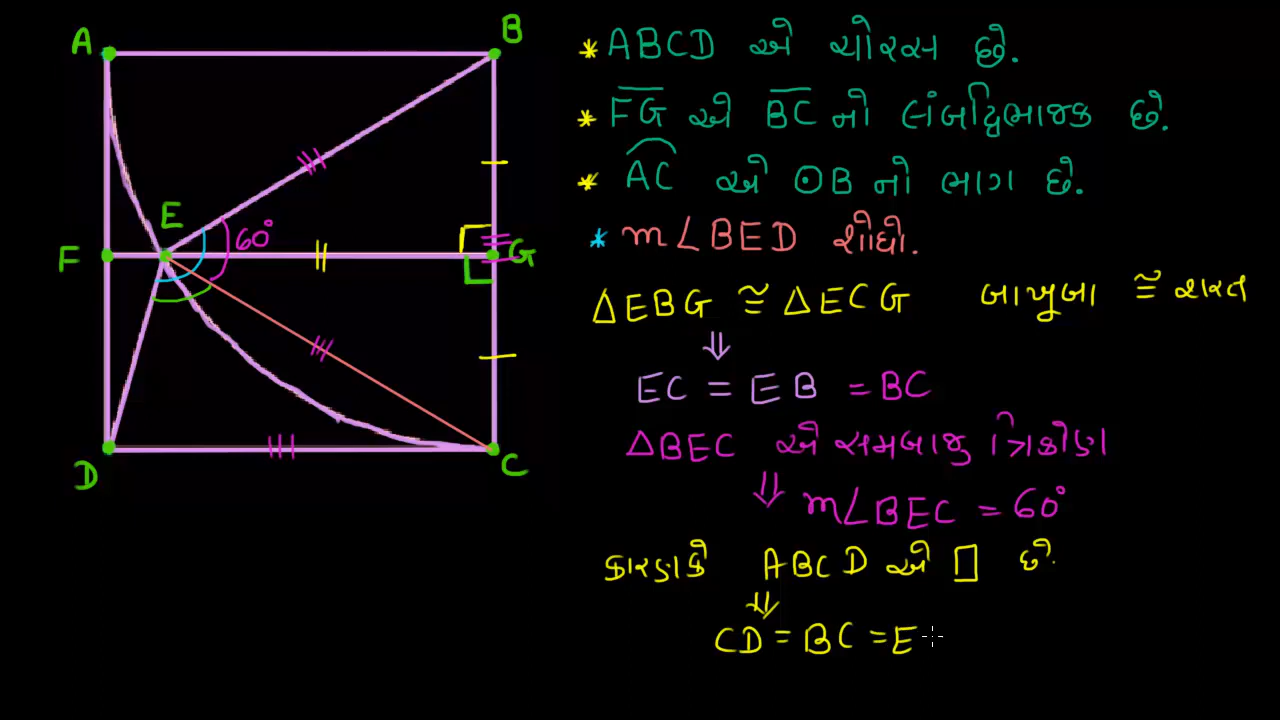 A
B
E
60°
F
G
D
C
* ABCD એ ચોરસ છે.
* FG એ BC નો લંબદ્વિભાજક છે.
* AC એ ⊙B નો ભાગ છે.
* m∠BED શોધો.
△EBG ≅ △ECG બાખૂબા ≅ શરત
⇓
EC = EB = BC
△BEC એ સમબાજુ ત્રિકોણ
⇓ m∠BEC = 60°
કારણકે ABCD એ □ છે.
⇓
CD = BC = E